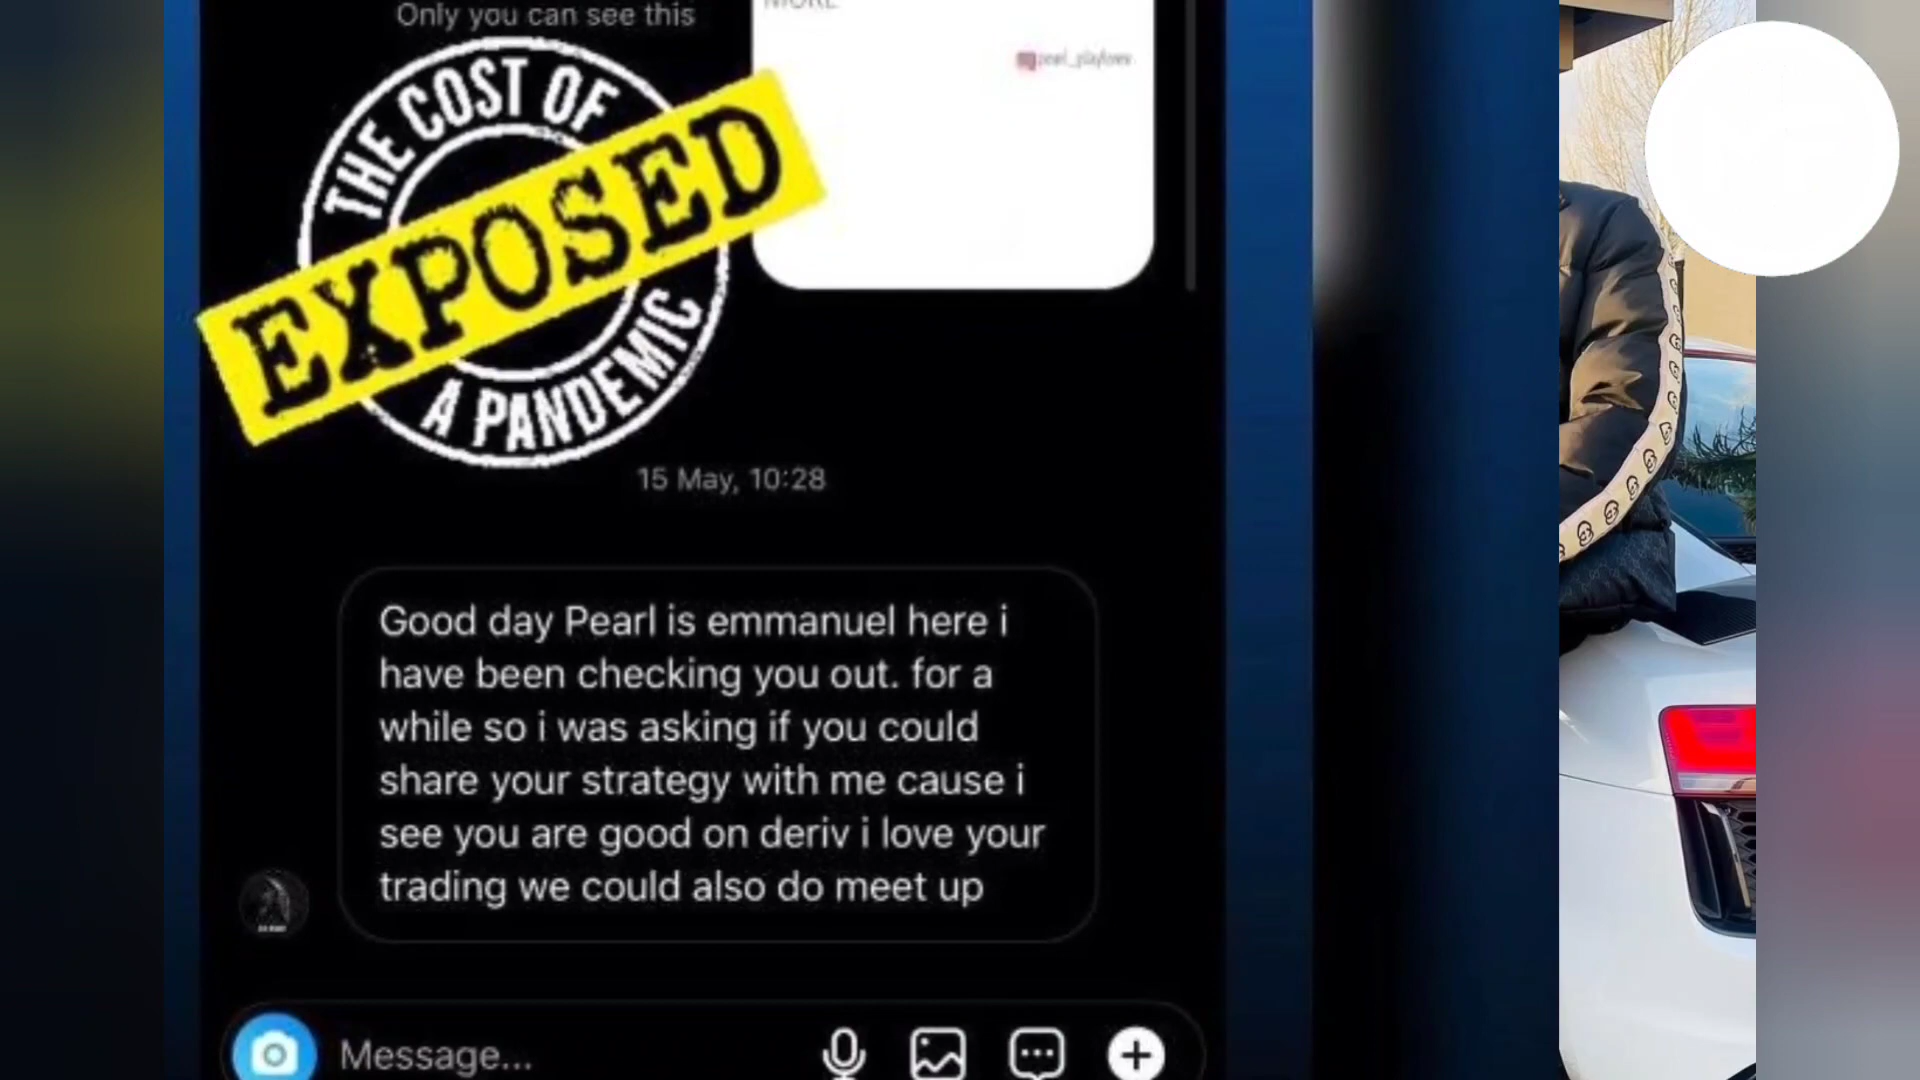 Only you can see this
MORE
THE COST OF
EXPOSED
A PANDEMIC
15 May, 10:28
Good day Pearl is emmanuel here i
have been checking you out. for a
while so i was asking if you could
share your strategy with me cause i
see you are good on deriv i love your
trading we could also do meet up
Message...